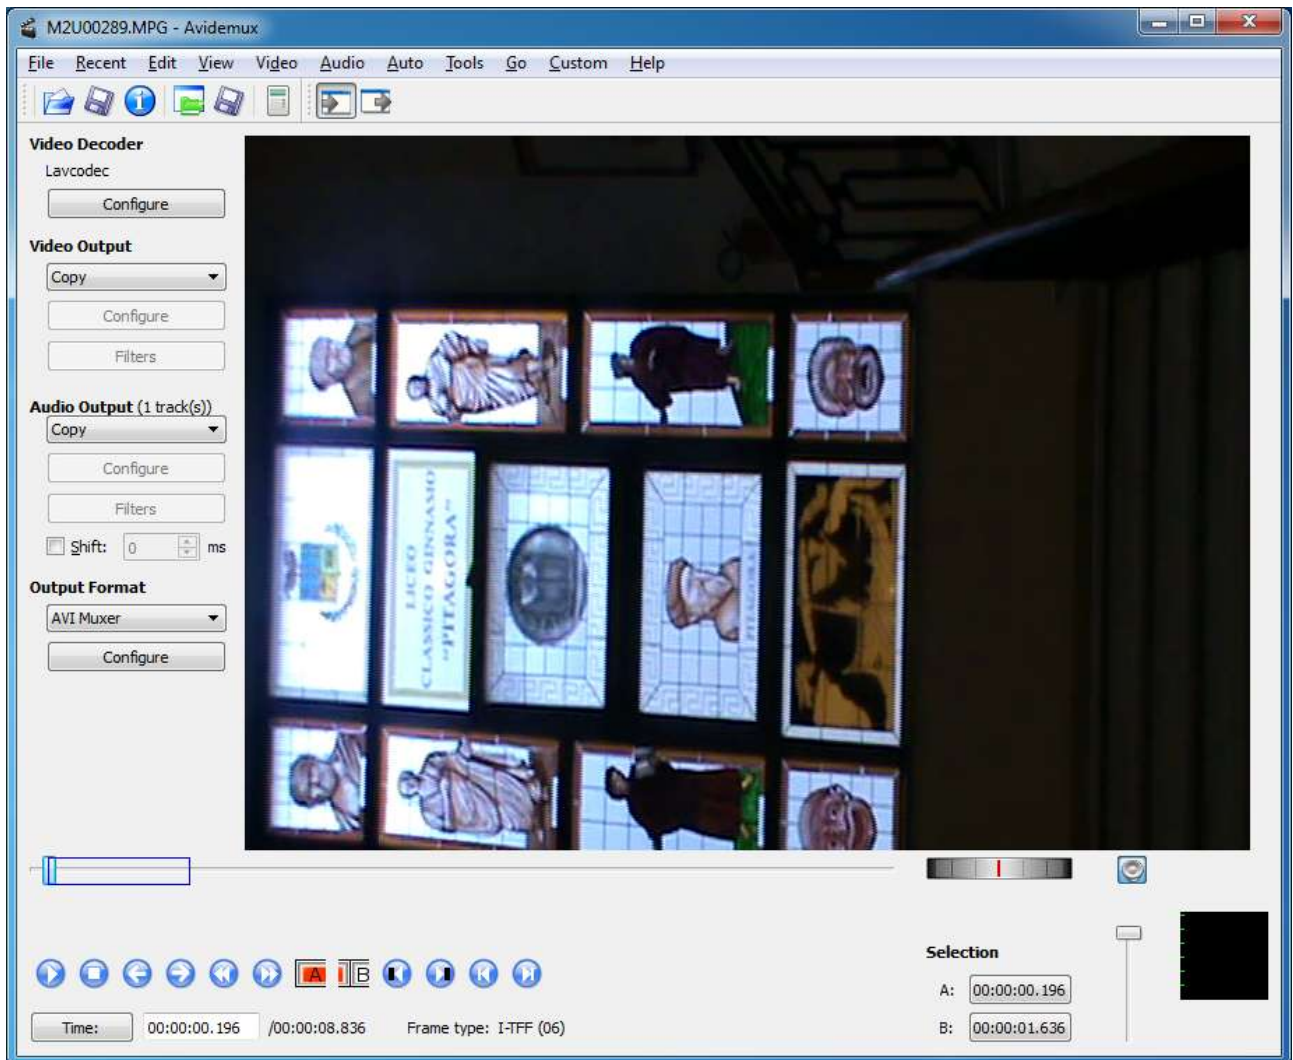 M2U00289.MPG - Avidemux
File Recent Edit View Video Audio Auto Tools Go Custom Help
Video Decoder
Lavcodec
Configure
Video Output
Copy
Configure
Filters
Audio Output (1 track(s))
Copy
Configure
Filters
Shift: 0 ms
Output Format
AVI Muxer
Configure
LICEO
CLASSICO GINNASIO
"PITAGORA"
PITAGORA
A B
Selection
A: 00:00:00.196
B: 00:00:01.636
Time: 00:00:00.196 /00:00:08.836 Frame type: I-TFF (06)